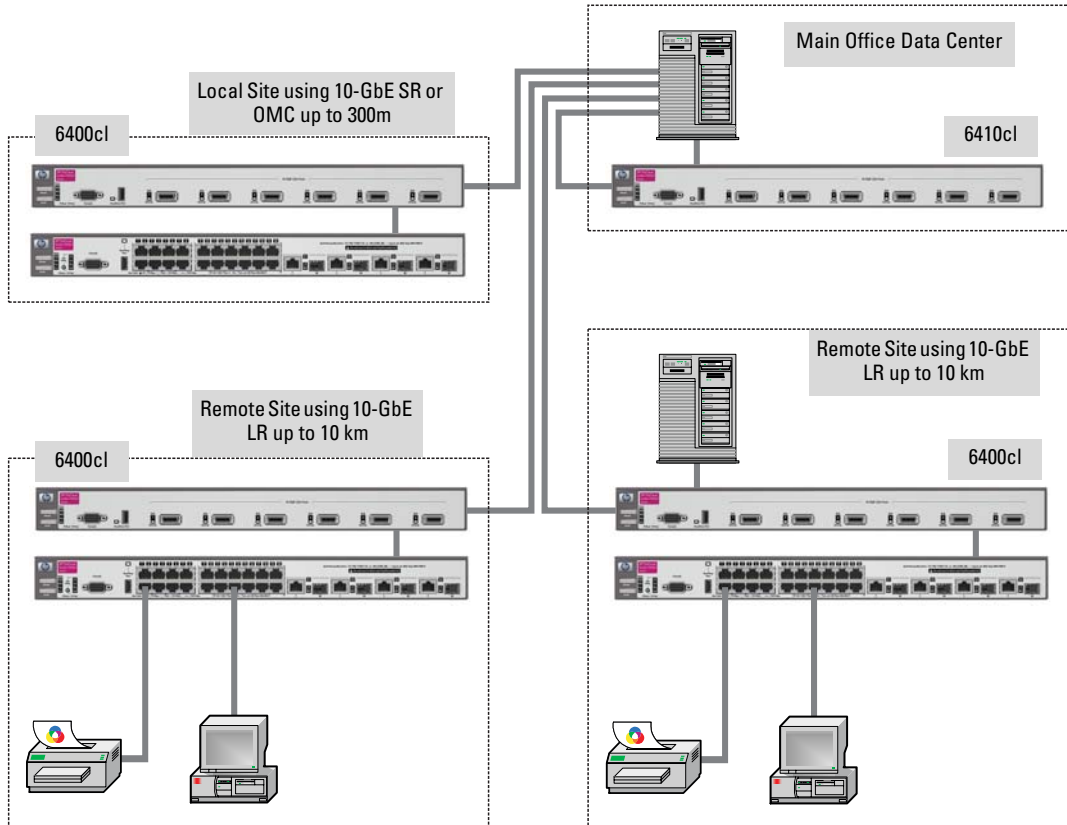 Main Office Data Center
Local Site using 10-GbE SR or
OMC up to 300m
6400cl
6410cl
Remote Site using 10-GbE
LR up to 10 km
Remote Site using 10-GbE
LR up to 10 km
6400cl
6400cl